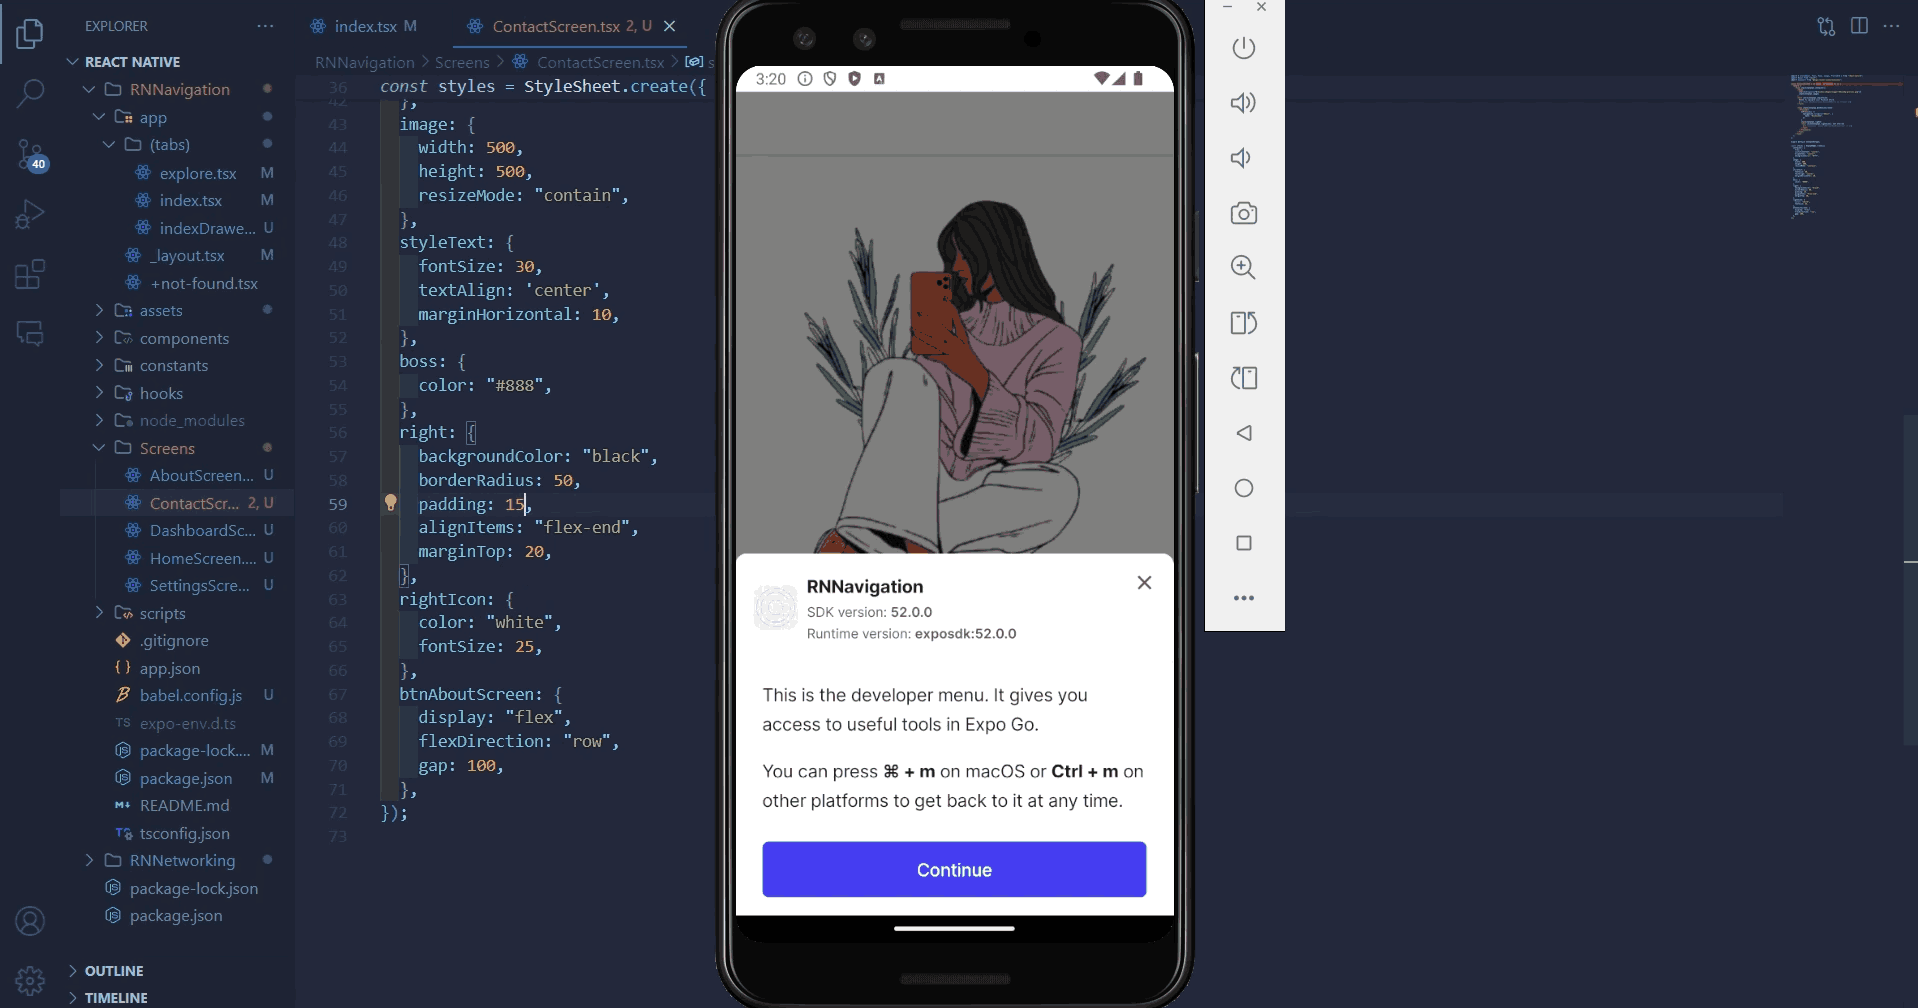 EXPLORER
REACT NATIVE
RNNavigation
app
(tabs)
explore.tsx M
index.tsx M
indexDrawe... U
_layout.tsx M
+not-found.tsx
assets
components
constants
hooks
node_modules
Screens
AboutScreen... U
ContactScr... 2, U
DashboardSc... U
HomeScreen.... U
SettingsScre... U
scripts
.gitignore
app.json
babel.config.js U
TS expo-env.d.ts
package-lock.... M
package.json M
README.md
tsconfig.json
RNNetworking
package-lock.json
package.json
OUTLINE
TIMELINE
40
index.tsx M
ContactScreen.tsx 2, U
RNNavigation > Screens > ContactScreen.tsx > s
36 const styles = StyleSheet.create({
42 },
43 image: {
44 width: 500,
45 height: 500,
46 resizeMode: "contain",
47 },
48 styleText: {
49 fontSize: 30,
50 textAlign: 'center',
51 marginHorizontal: 10,
52 },
53 boss: {
54 color: "#888",
55 },
56 right: {
57 backgroundColor: "black",
58 borderRadius: 50,
59 padding: 15,
60 alignItems: "flex-end",
61 marginTop: 20,
62 },
63 rightIcon: {
64 color: "white",
65 fontSize: 25,
66 },
67 btnAboutScreen: {
68 display: "flex",
69 flexDirection: "row",
70 gap: 100,
71 },
72 });
73
3:20
RNNavigation
SDK version: 52.0.0
Runtime version: exposdk:52.0.0
This is the developer menu. It gives you
access to useful tools in Expo Go.
You can press ⌘ + m on macOS or Ctrl + m on
other platforms to get back to it at any time.
Continue